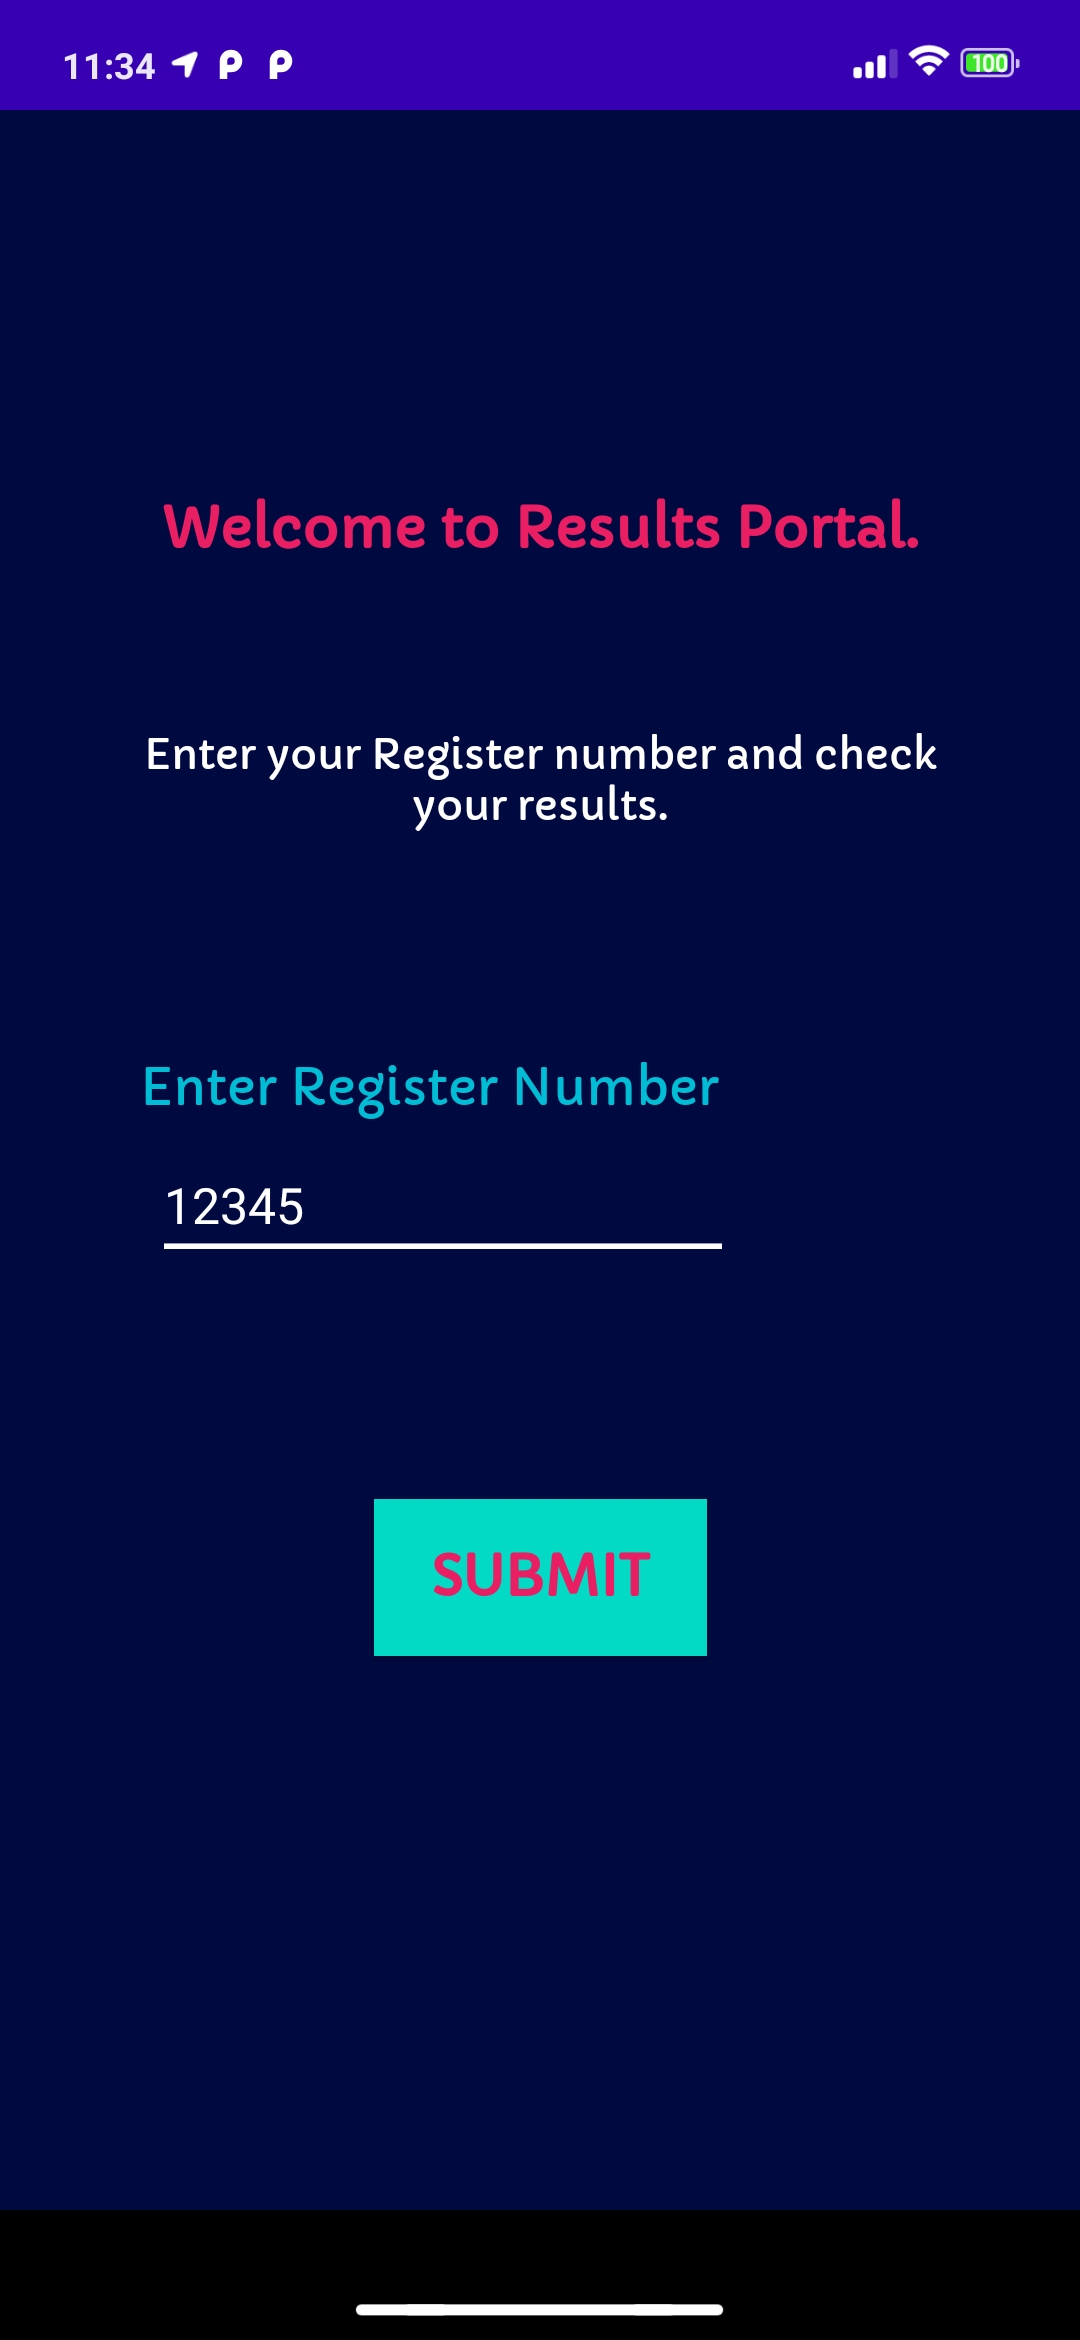 11:34
100
Welcome to Results Portal.
Enter your Register number and check
your results.
Enter Register Number
12345
SUBMIT